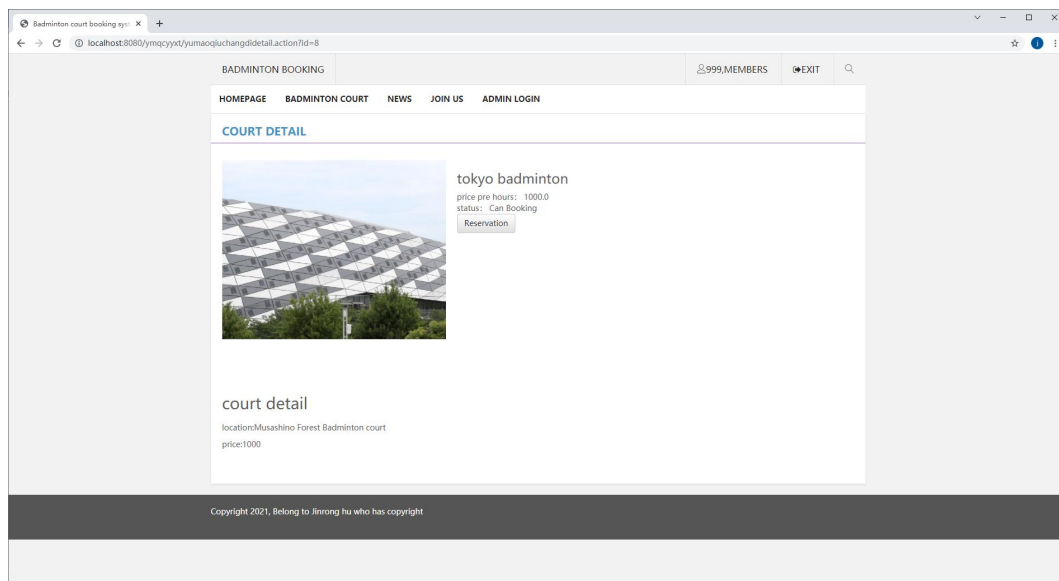 Badminton court booking syst
localhost:8080/ymqcyyxt/yumaoqiuchangdidetail.action?id=8
BADMINTON BOOKING
999,MEMBERS
EXIT
HOMEPAGE BADMINTON COURT NEWS JOIN US ADMIN LOGIN
COURT DETAIL
tokyo badminton
price pre hours: 1000.0
status: Can Booking
Reservation
court detail
location:Musashino Forest Badminton court
price:1000
Copyright 2021, Belong to Jinrong hu who has copyright